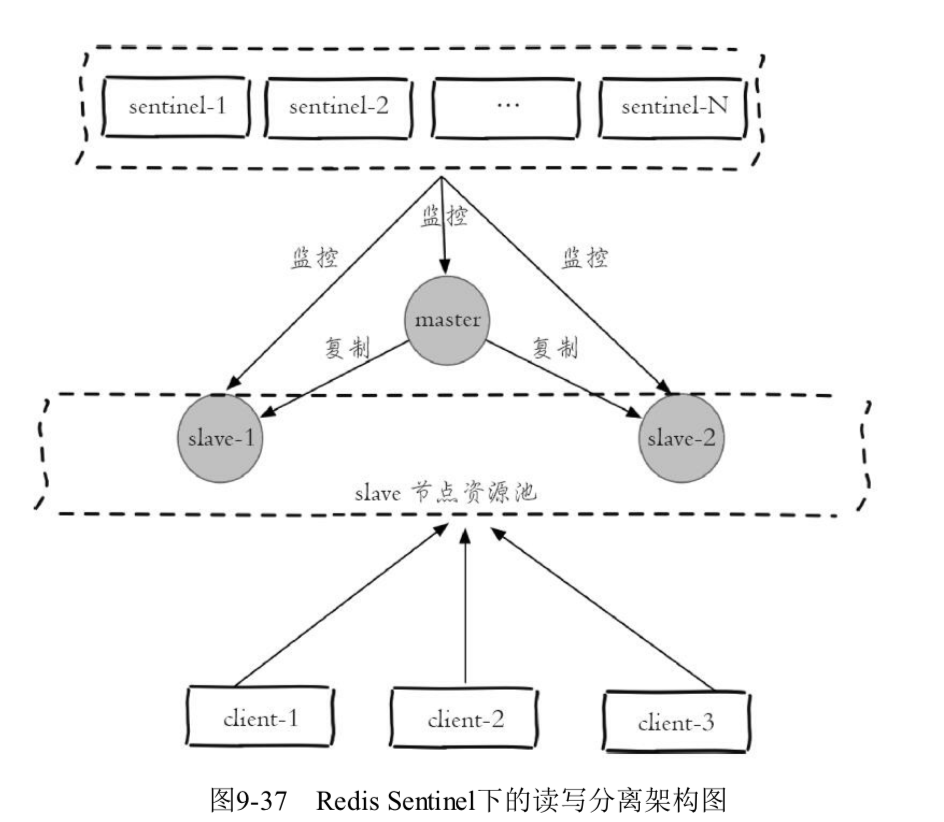 sentinel-1 sentinel-2 ... sentinel-N
监控
监控 监控
master
复制 复制
slave-1 slave-2
slave 节点资源池
client-1 client-2 client-3
图9-37 Redis Sentinel下的读写分离架构图